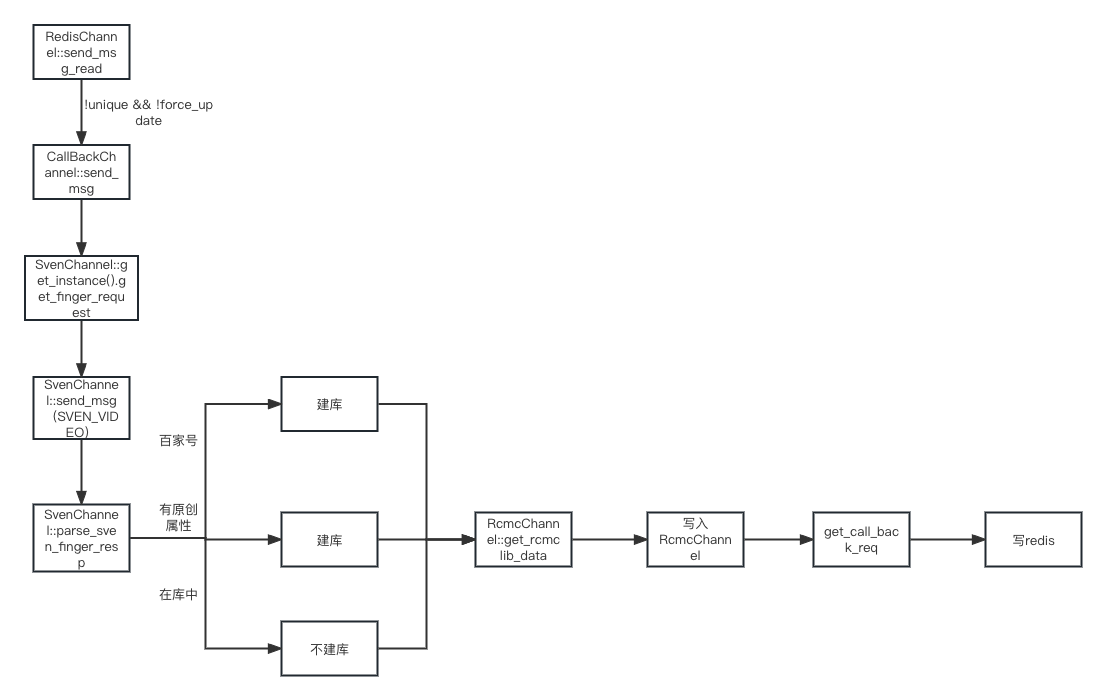 RedisChann
el::send_ms
g_read
!unique && !force_up
date
CallBackCh
annel::send_
msg
SvenChannel::g
et_instance().g
et_finger_requ
est
SvenChanne
l::send_msg
（SVEN_VID
EO）
SvenChanne
l::parse_sve
n_finger_res
p
百家号
有原创
属性
在库中
建库
建库
不建库
RcmcChann
el::get_rcmc
lib_data
写入
RcmcChann
el
get_call_bac
k_req
写redis